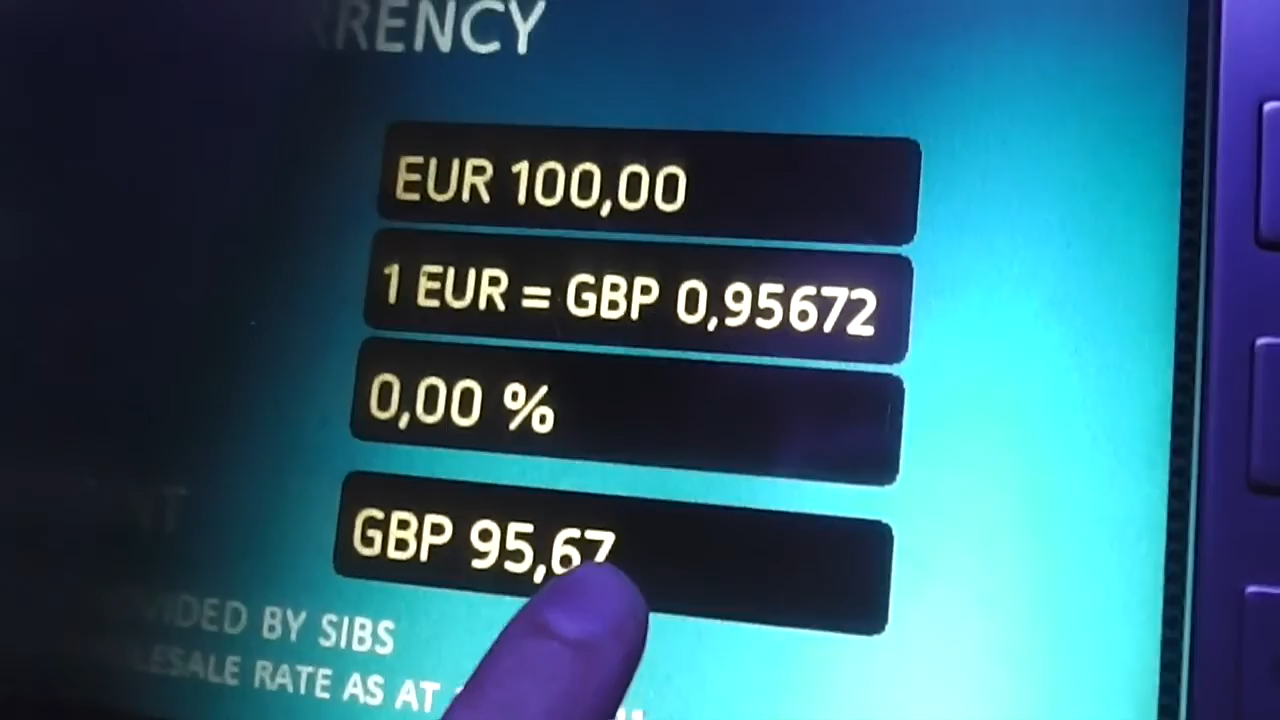 RRENCY
EUR 100,00
1 EUR = GBP 0,95672
0,00 %
GBP 95,67
VIDED BY SIBS
LESALE RATE AS AT